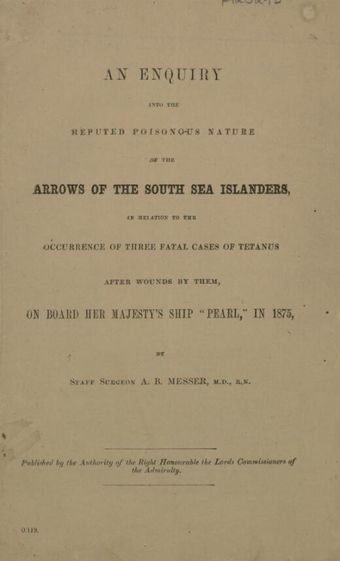 AN ENQUIRY
INTO THE
REPUTED POISONOUS NATURE
OF THE
ARROWS OF THE SOUTH SEA ISLANDERS,
IN RELATION TO THE
OCCURRENCE OF THREE FATAL CASES OF TETANUS
AFTER WOUNDS BY THEM,
ON BOARD HER MAJESTY'S SHIP "PEARL," IN 1875,
BY
STAFF SURGEON A. B. MESSER, M.D., R.N.
Published by the Authority of the Right Honourable the Lords Commissioners of
the Admiralty.